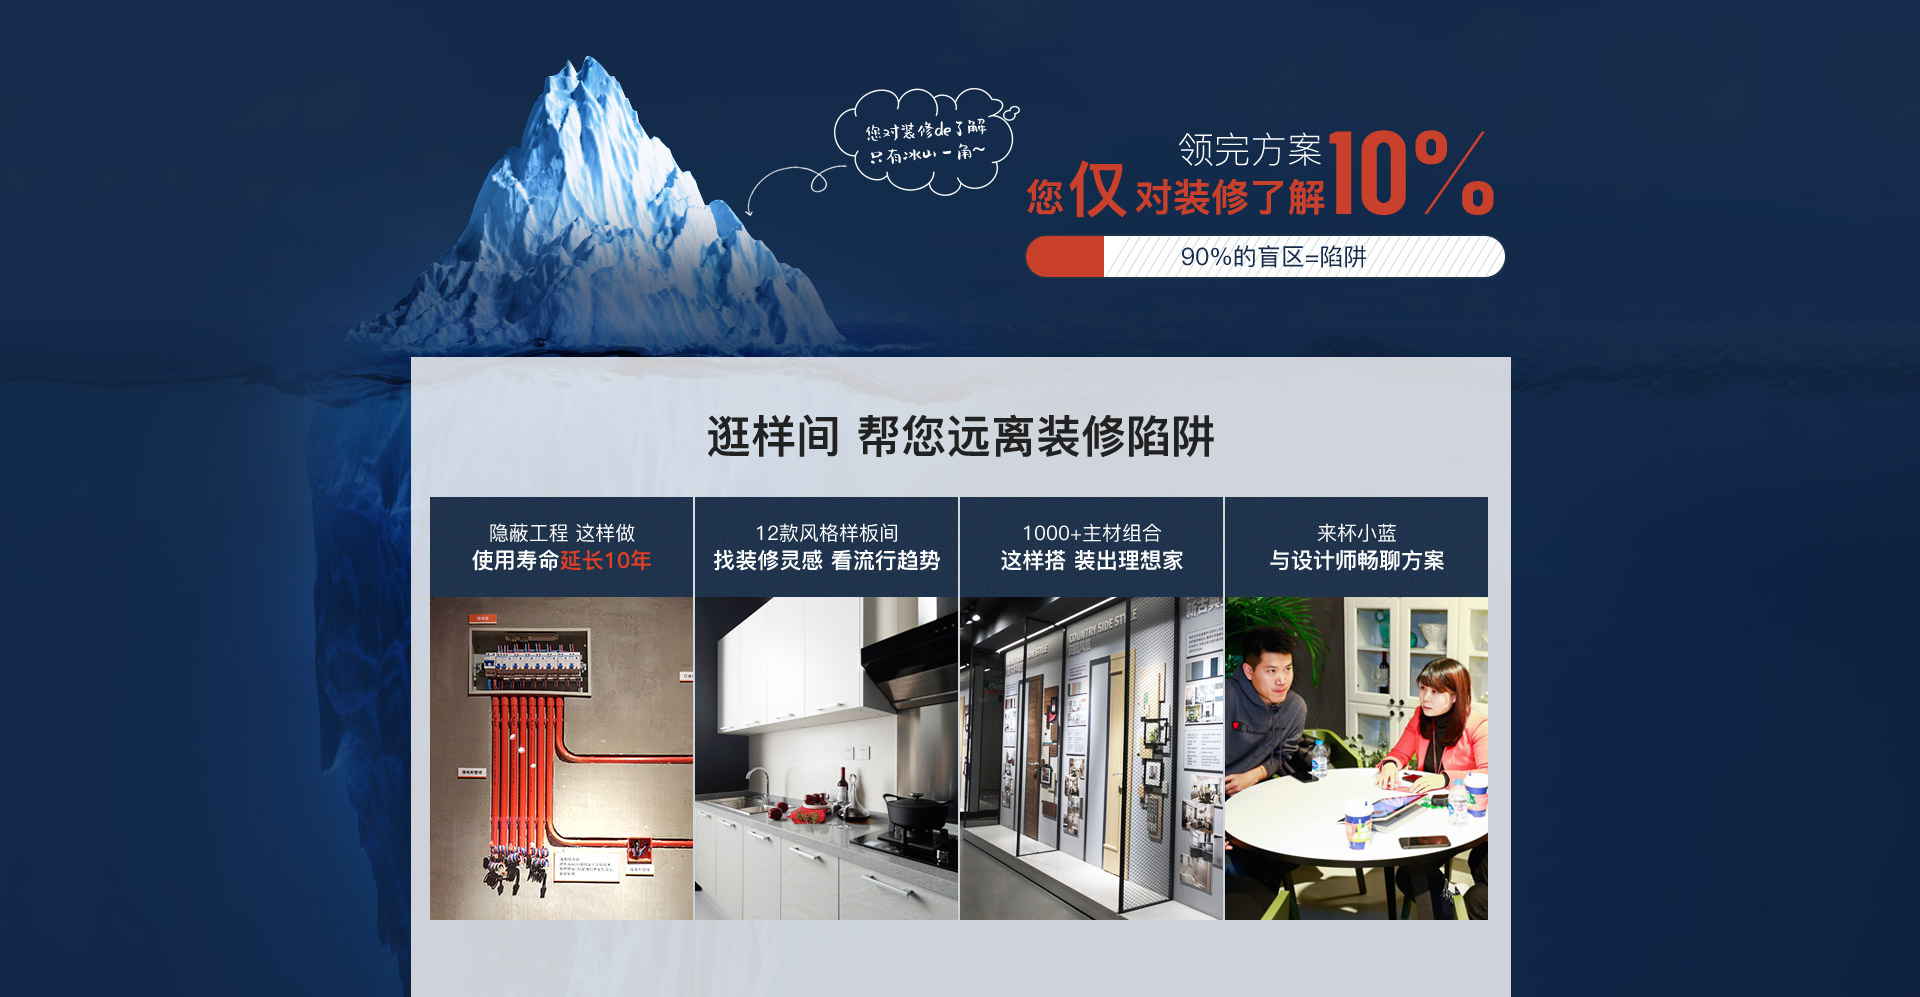 您对装修de了解
只有冰山一角~
领完方案
您仅对装修了解10%
90%的盲区=陷阱
逛样间 帮您远离装修陷阱
隐蔽工程 这样做
使用寿命延长10年
12款风格样板间
找装修灵感 看流行趋势
1000+主材组合
这样搭 装出理想家
来杯小蓝
与设计师畅聊方案
COUNTRY SIDE STYLE
新古典